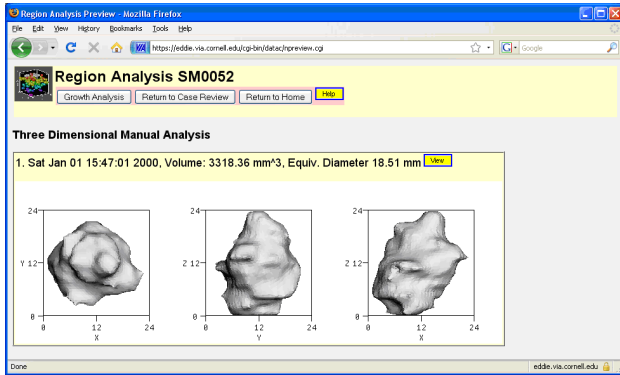 Region Analysis Preview - Mozilla Firefox
File Edit View History Bookmarks Tools Help
https://eddie.via.cornell.edu/cgi-bin/datac/npreview.cgi
G Google
Region Analysis SM0052
Growth Analysis Return to Case Review Return to Home Help
Three Dimensional Manual Analysis
1. Sat Jan 01 15:47:01 2000, Volume: 3318.36 mm^3, Equiv. Diameter 18.51 mm View
24 24 24
Y 12 Z 12 Z 12
0 0 0
0 12 24 0 12 24 0 12 24
X Y X
Done eddie.via.cornell.edu